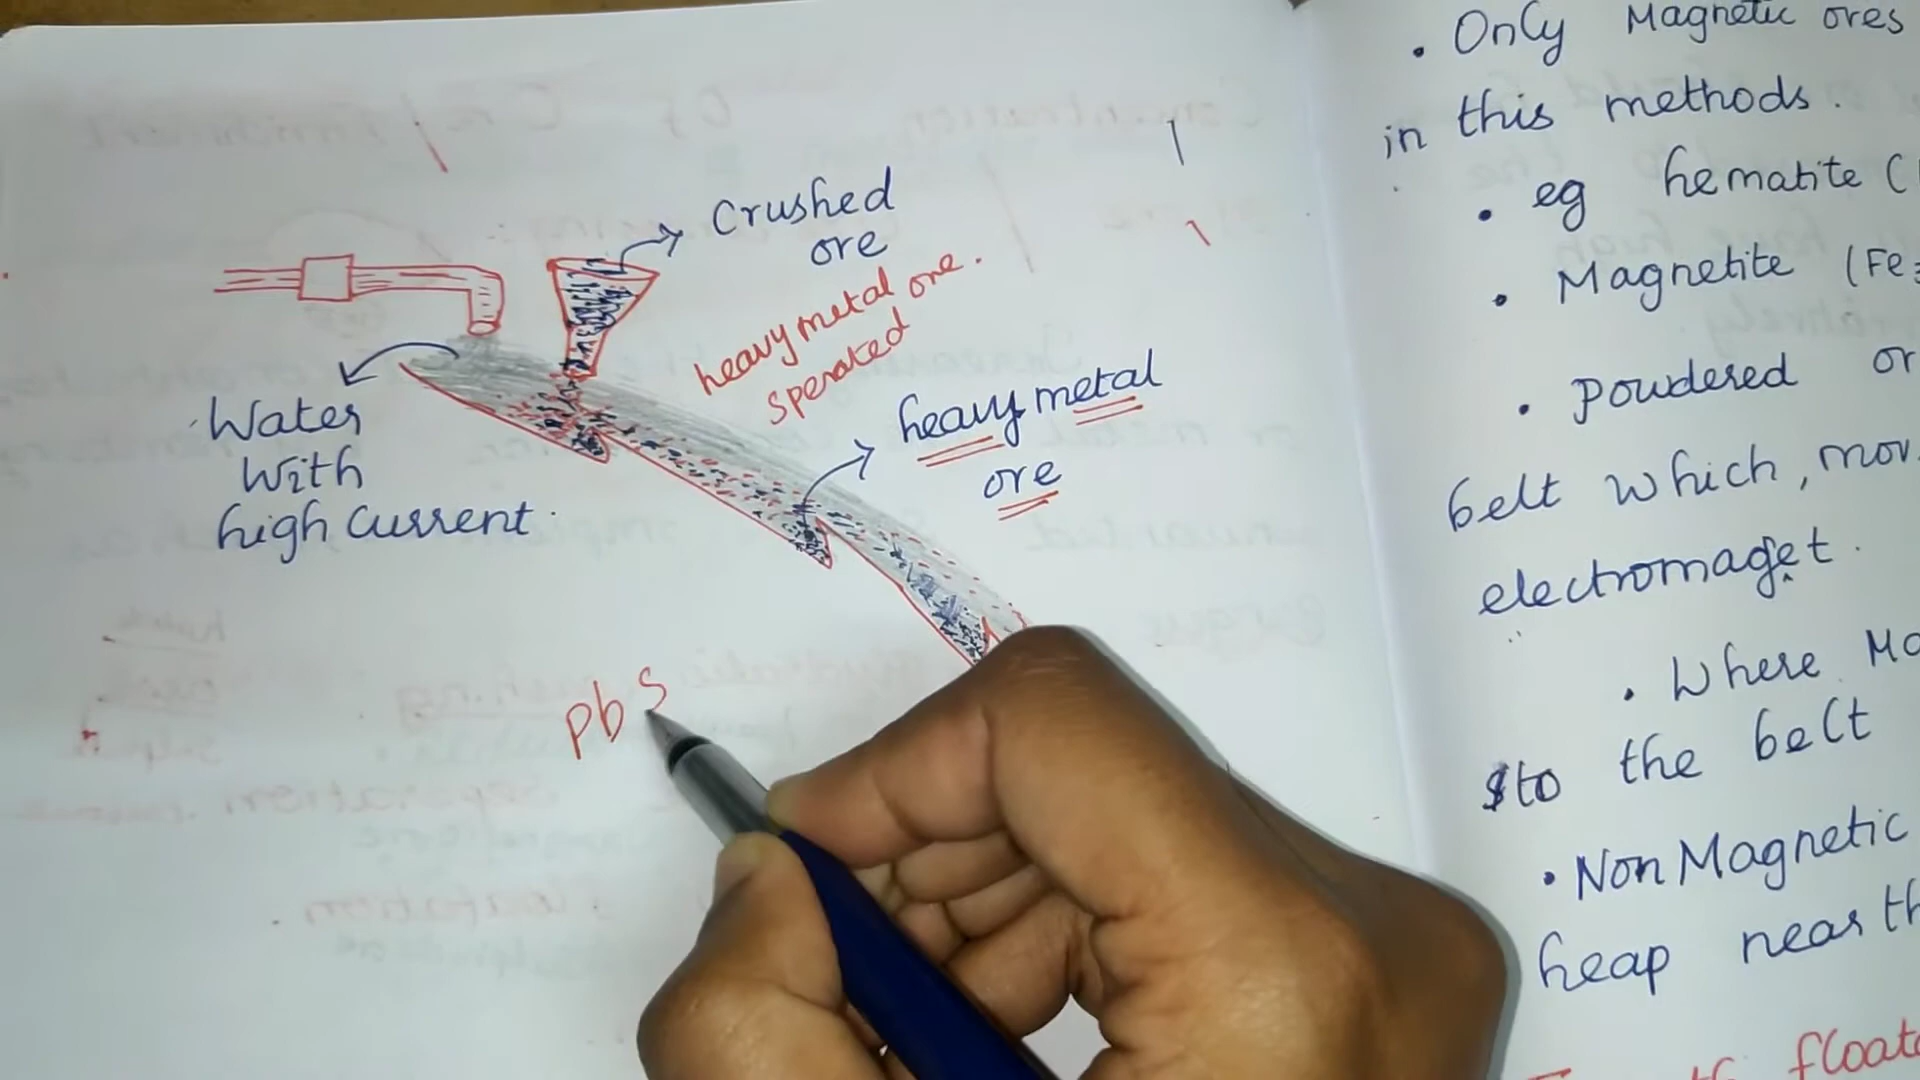 Crushed
ore
heavy metal ore.
sperated
heavy metal
ore
Water
With
high Current.
pbS
. Only Magnetic ores
in this methods.
. eg hematite (
. Magnetite (Fe3
. Powdered or
belt which, mov
electromaget.
. Where Ma
to the belt
. Non Magnetic
heap near th
float